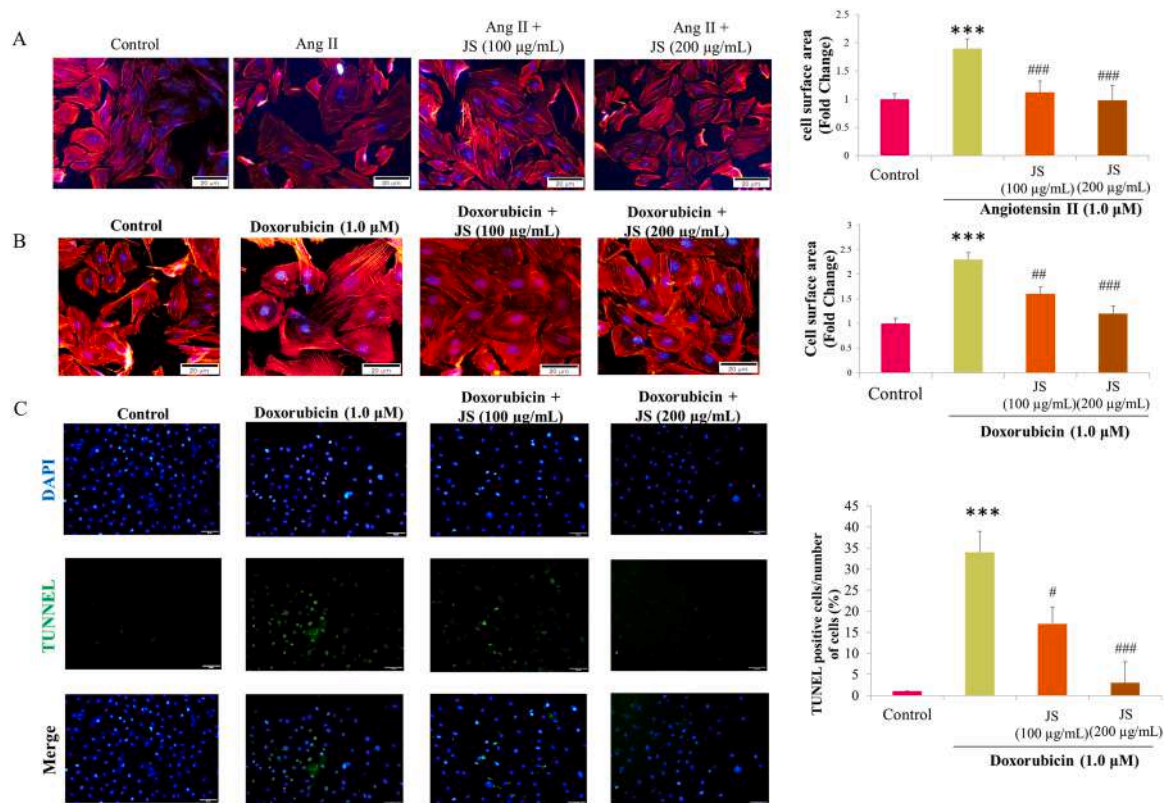 A
Control
Ang II
Ang II +
JS (100 µg/mL)
Ang II +
JS (200 µg/mL)
20 µm
20 µm
20 µm
20 µm
cell surface area
(Fold Change)
2.5
2
1.5
1
0.5
0
***
###
###
Control
JS
(100 µg/mL)
JS
(200 µg/mL)
Angiotensin II (1.0 µM)
B
Control
Doxorubicin (1.0 µM)
Doxorubicin +
JS (100 µg/mL)
Doxorubicin +
JS (200 µg/mL)
20 µm
20 µm
20 µm
20 µm
Cell surface area
(Fold Change)
3
2.5
2
1.5
1
0.5
0
***
##
###
Control
JS
(100 µg/mL)
JS
(200 µg/mL)
Doxorubicin (1.0 µM)
C
Control
Doxorubicin (1.0 µM)
Doxorubicin +
JS (100 µg/mL)
Doxorubicin +
JS (200 µg/mL)
DAPI
TUNNEL
Merge
TUNEL positive cells/number
of cells (%)
45
40
35
30
25
20
15
10
5
0
***
#
###
Control
JS
(100 µg/mL)
JS
(200 µg/mL)
Doxorubicin (1.0 µM)